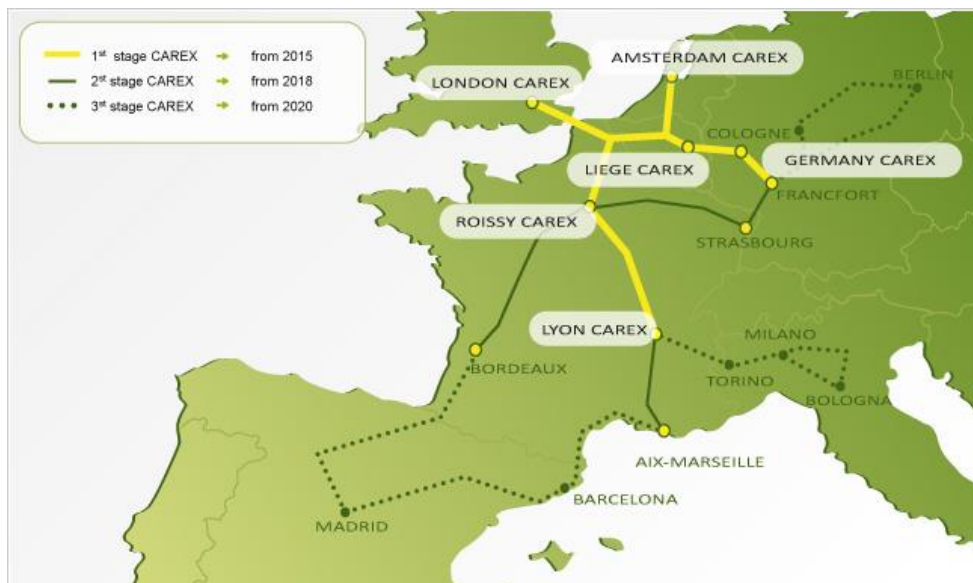 1st stage CAREX from 2015
2nd stage CAREX from 2018
3rd stage CAREX from 2020
AMSTERDAM CAREX
LONDON CAREX
BERLIN
COLOGNE
LIEGE CAREX
GERMANY CAREX
FRANCFORT
ROISSY CAREX
STRASBOURG
LYON CAREX
MILANO
BORDEAUX
TORINO
BOLOGNA
AIX-MARSEILLE
BARCELONA
MADRID